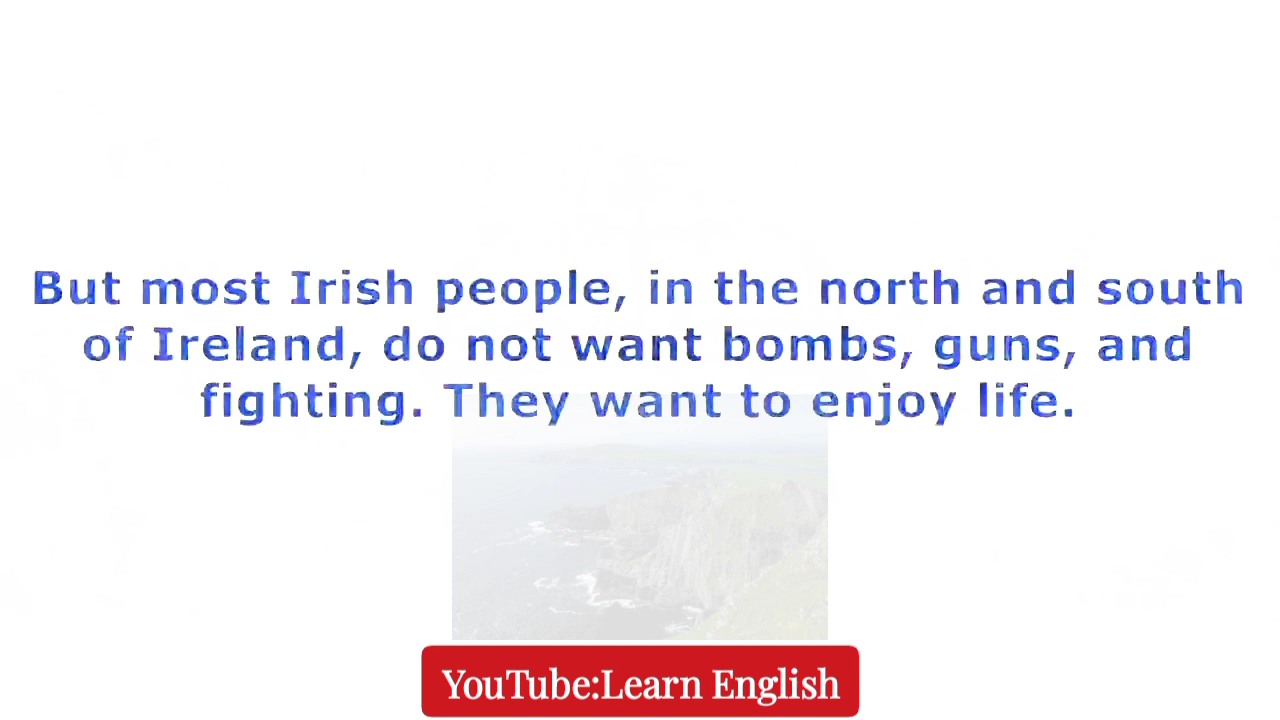 But most Irish people, in the north and south
of Ireland, do not want bombs, guns, and
fighting. They want to enjoy life.
YouTube:Learn English